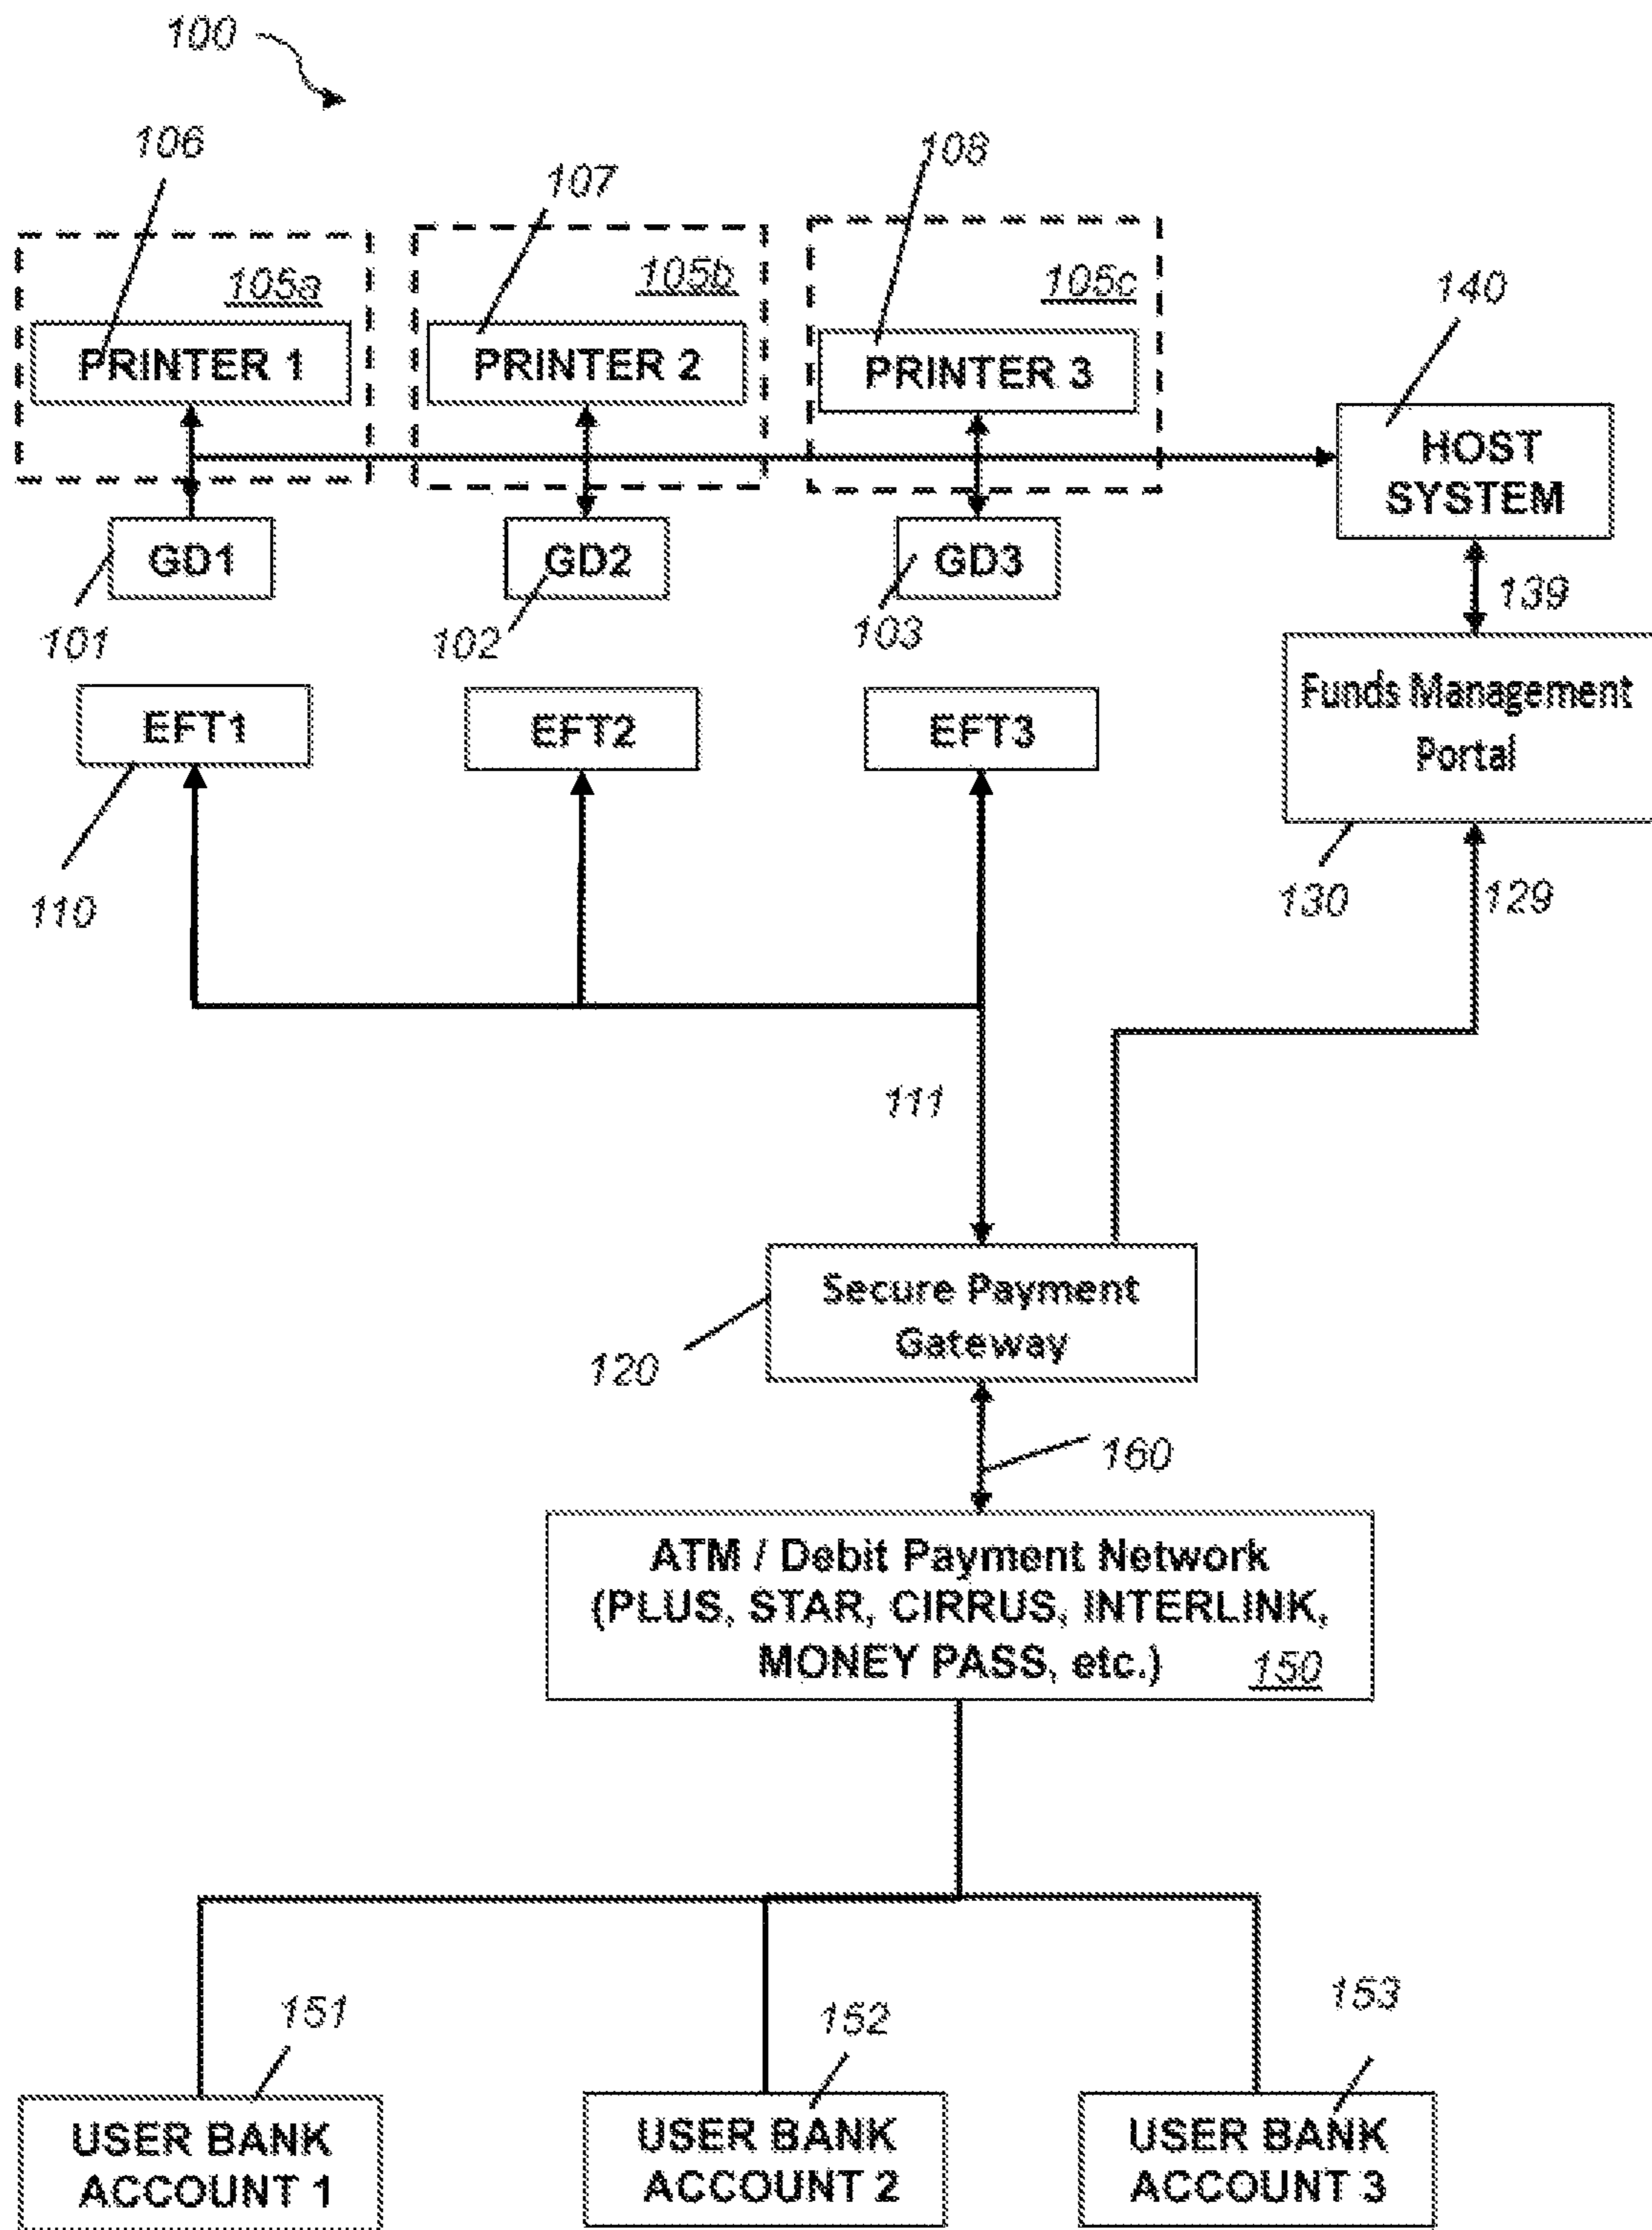 100
106
107
108
105a
105b
105c
140
PRINTER 1
PRINTER 2
PRINTER 3
HOST
SYSTEM
GD1
GD2
GD3
139
101
102
103
Funds Management
Portal
EFT1
EFT2
EFT3
110
130
129
111
Secure Payment
Gateway
120
160
ATM / Debit Payment Network
(PLUS, STAR, CIRRUS, INTERLINK,
MONEY PASS, etc.)
150
151
152
153
USER BANK
ACCOUNT 1
USER BANK
ACCOUNT 2
USER BANK
ACCOUNT 3